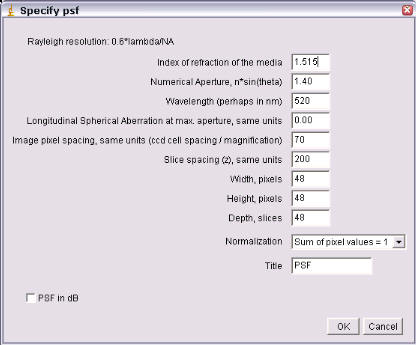 Specify psf
Rayleigh resolution: 0.6*lambda/NA
Index of refraction of the media 1.515
Numerical Aperture, n*sin(theta) 1.40
Wavelength (perhaps in nm) 520
Longitudinal Spherical Aberration at max. aperture, same units 0.00
Image pixel spacing, same units (ccd cell spacing / magnification) 70
Slice spacing (z), same units 200
Width, pixels 48
Height, pixels 48
Depth, slices 48
Normalization Sum of pixel values = 1
Title PSF
PSF in dB
OK Cancel